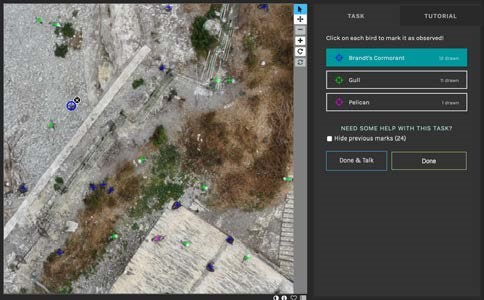 TASK
TUTORIAL
Click on each bird to mark it as observed!
Brandt's Cormorant 12 drawn
Gull 11 drawn
Pelican 1 drawn
NEED SOME HELP WITH THIS TASK?
Hide previous marks (24)
Done & Talk
Done